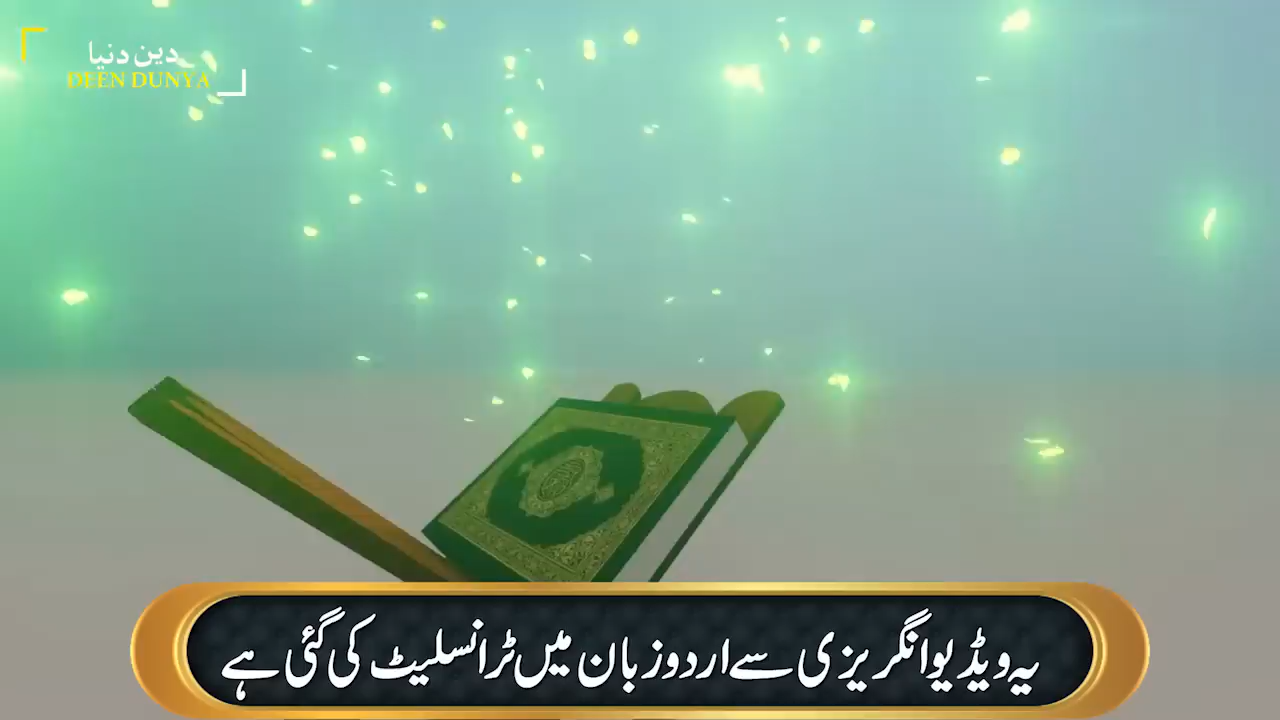 دین دنیا
DEEN DUNYA
یہ ویڈیو انگریزی سے اردو زبان میں ٹرانسلیٹ کی گئی ہے